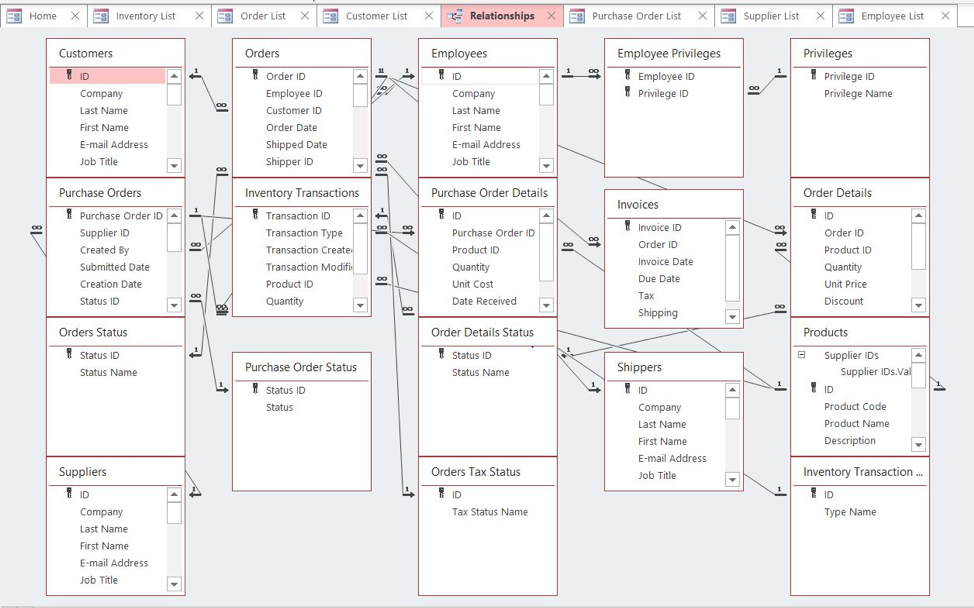 Home
Inventory List
Order List
Customer List
Relationships
Purchase Order List
Supplier List
Employee List
Customers
ID
Company
Last Name
First Name
E-mail Address
Job Title
Orders
Order ID
Employee ID
Customer ID
Order Date
Shipped Date
Shipper ID
Employees
ID
Company
Last Name
First Name
E-mail Address
Job Title
Employee Privileges
Employee ID
Privilege ID
Privileges
Privilege ID
Privilege Name
Purchase Orders
Purchase Order ID
Supplier ID
Created By
Submitted Date
Creation Date
Status ID
Inventory Transactions
Transaction ID
Transaction Type
Transaction Create
Transaction Modifi
Product ID
Quantity
Purchase Order Details
ID
Purchase Order ID
Product ID
Quantity
Unit Cost
Date Received
Invoices
Invoice ID
Order ID
Invoice Date
Due Date
Tax
Shipping
Order Details
ID
Order ID
Product ID
Quantity
Unit Price
Discount
Orders Status
Status ID
Status Name
Purchase Order Status
Status ID
Status
Order Details Status
Status ID
Status Name
Shippers
ID
Company
Last Name
First Name
E-mail Address
Job Title
Products
Supplier IDs
Supplier IDs.Val
ID
Product Code
Product Name
Description
Suppliers
ID
Company
Last Name
First Name
E-mail Address
Job Title
Orders Tax Status
ID
Tax Status Name
Inventory Transaction ...
ID
Type Name